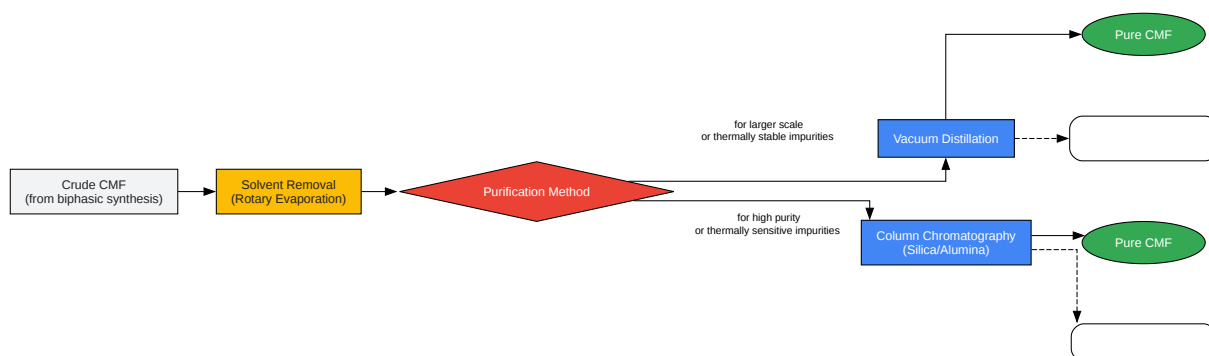 Crude CMF
(from biphasic synthesis)
Solvent Removal
(Rotary Evaporation)
Purification Method
for larger scale
or thermally stable impurities
Vacuum Distillation
Pure CMF
for high purity
or thermally sensitive impurities
Column Chromatography
(Silica/Alumina)
Pure CMF